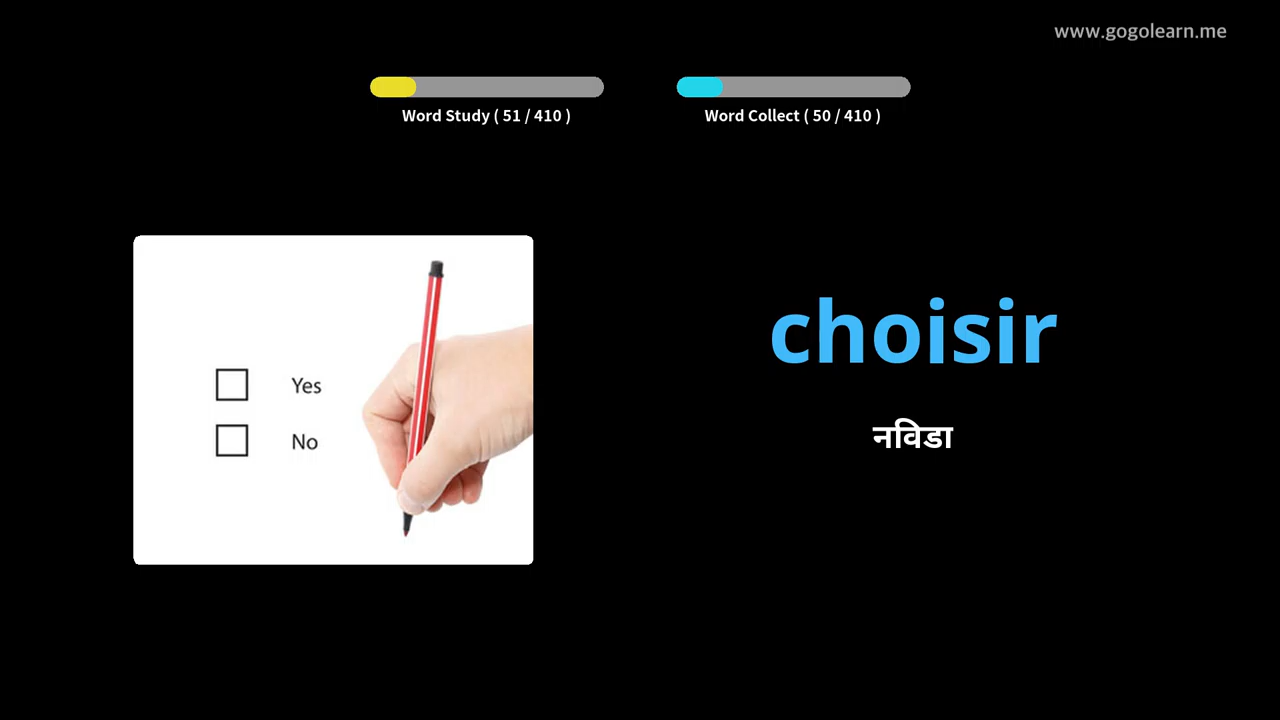 www.gogolearn.me
Word Study ( 51 / 410 )
Word Collect ( 50 / 410 )
Yes
No
choisir
नविडा